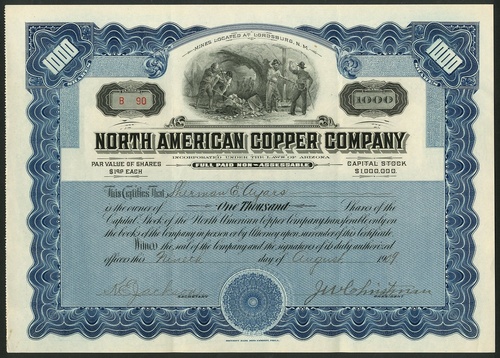 MINES LOCATED AT LORDSBURG, N.M.
1000
1000
B 90
1000
NORTH AMERICAN COPPER COMPANY
INCORPORATED UNDER THE LAWS OF ARIZONA
FULL PAID NON-ASSESSABLE
PAR VALUE OF SHARES
EACH
CAPITAL STOCK
$1,000,000.
This Certifies That Sherman E. Ayars
is the owner of One Thousand Shares of the
Capital Stock of the North American Copper Company, transferable only on
the books of the Company in person or by Attorney upon surrender of this Certificate
Witness the seal of the Company and the signatures of its duly authorized
officers this day of August 1909
SECRETARY
PRESIDENT